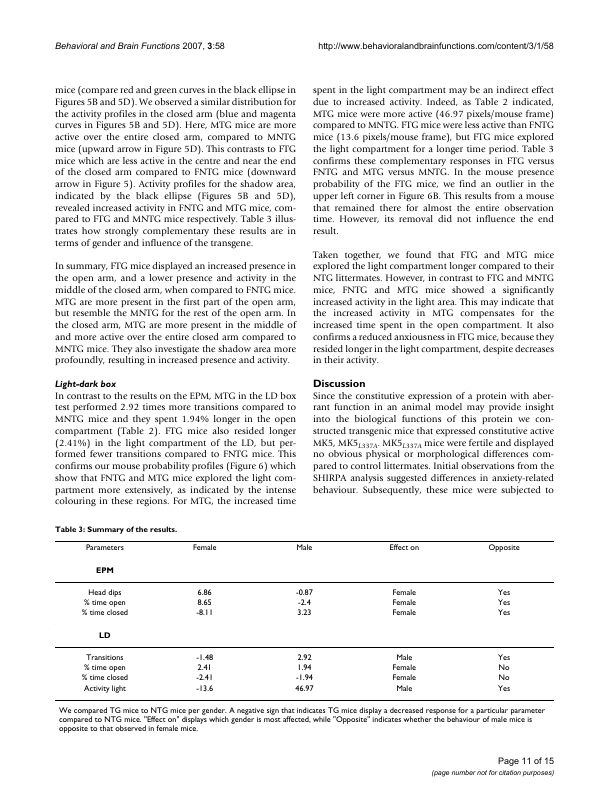 Behavioral and Brain Functions 2007, 3:58
http://www.behavioralandbrainfunctions.com/content/3/1/58
mice (compare red and green curves in the black ellipse in
Figures 5B and 5D). We observed a similar distribution for
the activity profiles in the closed arm (blue and magenta
curves in Figures 5B and 5D). Here, MTG mice are more
active over the entire closed arm, compared to MNTG
mice (upward arrow in Figure 5D). This contrasts to FTG
mice which are less active in the centre and near the end
of the closed arm compared to FNTG mice (downward
arrow in Figure 5). Activity profiles for the shadow area,
indicated by the black ellipse (Figures 5B and 5D),
revealed increased activity in FNTG and MTG mice, com-
pared to FTG and MNTG mice respectively. Table 3 illus-
trates how strongly complementary these results are in
terms of gender and influence of the transgene.
In summary, FTG mice displayed an increased presence in
the open arm, and a lower presence and activity in the
middle of the closed arm, when compared to FNTG mice.
MTG are more present in the first part of the open arm,
but resemble the MNTG for the rest of the open arm. In
the closed arm, MTG are more present in the middle of
and more active over the entire closed arm compared to
MNTG mice. They also investigate the shadow area more
profoundly, resulting in increased presence and activity.
Light-dark box
In contrast to the results on the EPM, MTG in the LD box
test performed 2.92 times more transitions compared to
MNTG mice and they spent 1.94% longer in the open
compartment (Table 2). FTG mice also resided longer
(2.41%) in the light compartment of the LD, but per-
formed fewer transitions compared to FNTG mice. This
confirms our mouse probability profiles (Figure 6) which
show that FNTG and MTG mice explored the light com-
partment more extensively, as indicated by the intense
colouring in these regions. For MTG, the increased time
spent in the light compartment may be an indirect effect
due to increased activity. Indeed, as Table 2 indicated,
MTG mice were more active (46.97 pixels/mouse frame)
compared to MNTG. FTG mice were less active than FNTG
mice (13.6 pixels/mouse frame), but FTG mice explored
the light compartment for a longer time period. Table 3
confirms these complementary responses in FTG versus
FNTG and MTG versus MNTG. In the mouse presence
probability of the FTG mice, we find an outlier in the
upper left corner in Figure 6B. This results from a mouse
that remained there for almost the entire observation
time. However, its removal did not influence the end
result.
Taken together, we found that FTG and MTG mice
explored the light compartment longer compared to their
NTG littermates. However, in contrast to FTG and MNTG
mice, FNTG and MTG mice showed a significantly
increased activity in the light area. This may indicate that
the increased activity in MTG compensates for the
increased time spent in the open compartment. It also
confirms a reduced anxiousness in FTG mice, because they
resided longer in the light compartment, despite decreases
in their activity.
Discussion
Since the constitutive expression of a protein with aber-
rant function in an animal model may provide insight
into the biological functions of this protein we con-
structed transgenic mice that expressed constitutive active
MK5, MK5L337A. MK5L337A mice were fertile and displayed
no obvious physical or morphological differences com-
pared to control littermates. Initial observations from the
SHIRPA analysis suggested differences in anxiety-related
behaviour. Subsequently, these mice were subjected to
Table 3: Summary of the results.
Parameters Female Male Effect on Opposite
EPM
Head dips 6.86 -0.87 Female Yes
% time open 8.65 -2.4 Female Yes
% time closed -8.11 3.23 Female Yes
LD
Transitions -1.48 2.92 Male Yes
% time open 2.41 1.94 Female No
% time closed -2.41 -1.94 Female No
Activity light -13.6 46.97 Male Yes
We compared TG mice to NTG mice per gender. A negative sign that indicates TG mice display a decreased response for a particular parameter
compared to NTG mice. "Effect on" displays which gender is most affected, while "Opposite" indicates whether the behaviour of male mice is
opposite to that observed in female mice.
Page 11 of 15
(page number not for citation purposes)